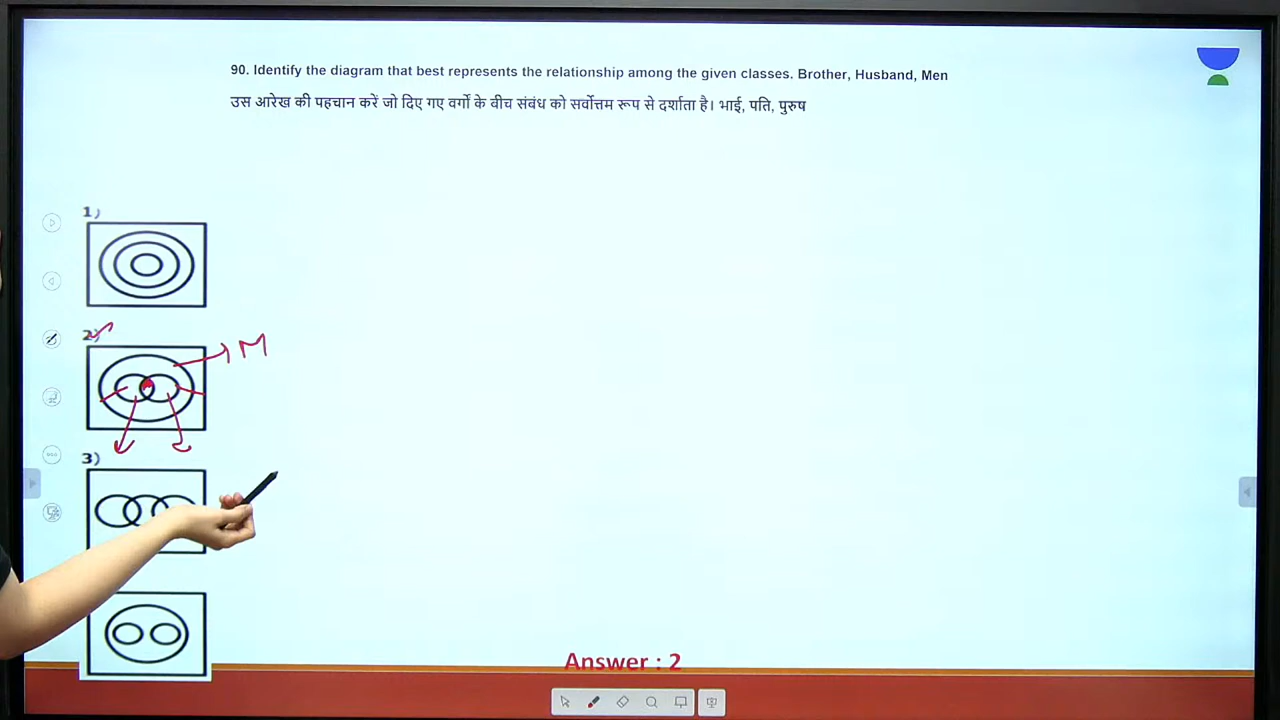 90. Identify the diagram that best represents the relationship among the given classes. Brother, Husband, Men
उस आरेख की पहचान करें जो दिए गए वर्गों के बीच संबंध को सर्वोत्तम रूप से दर्शाता है। भाई, पति, पुरुष
1)
2)
M
3)
Answer : 2